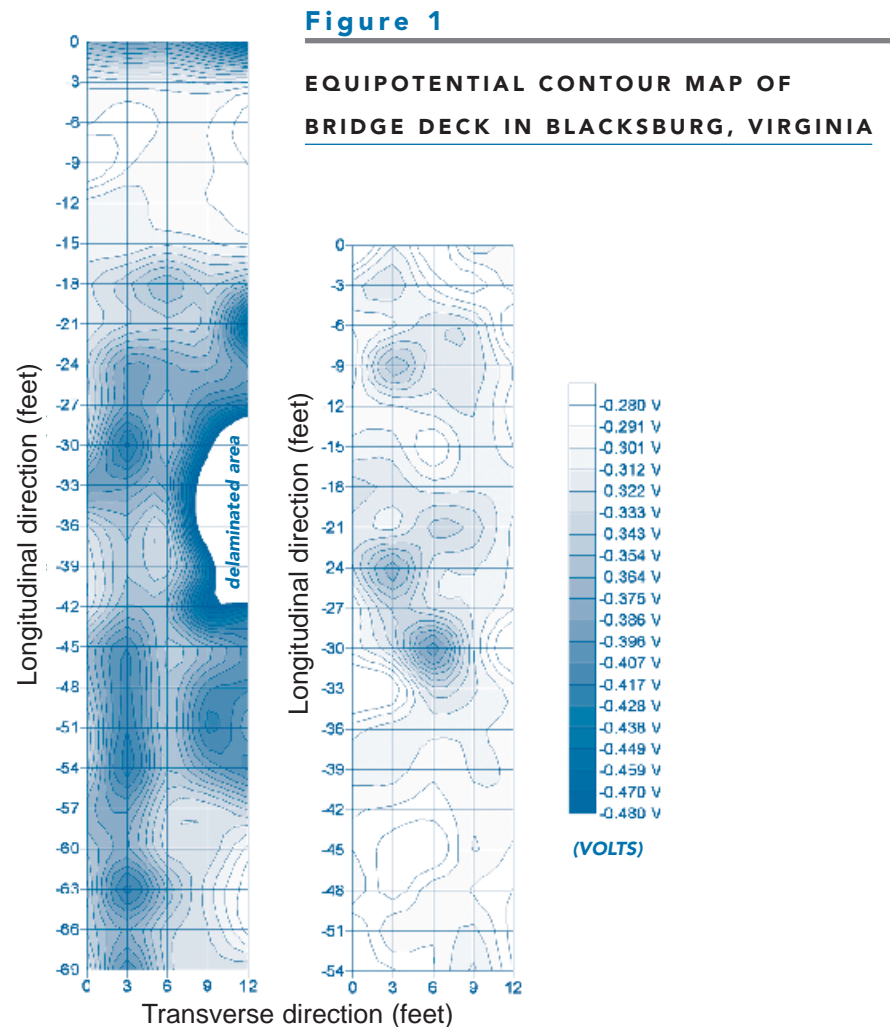 Figure 1
EQUIPOTENTIAL CONTOUR MAP OF
BRIDGE DECK IN BLACKSBURG, VIRGINIA
Longitudinal direction (feet)
0
3
-6
-9
-12
-15
-18
-21
-24
-27
-30
-33
-36
-39
-42
-45
-48
-51
-54
-57
-60
-63
-66
-69
0 3 6 9 12
delaminated area
Longitudinal direction (feet)
0
-3
-6
-9
12
-15
-18
-21
24
-27
-30
-33
-36
-39
-42
-45
-48
-51
-54
0 3 6 9 12
Transverse direction (feet)
-0.280 V
-0.291 V
-0.301 V
-0.312 V
0.322 V
-0.333 V
0.343 V
-0.354 V
0.364 V
-0.375 V
-0.386 V
-0.396 V
-0.407 V
-0.417 V
-0.428 V
-0.438 V
-0.449 V
-0.459 V
-0.470 V
-0.480 V
(VOLTS)